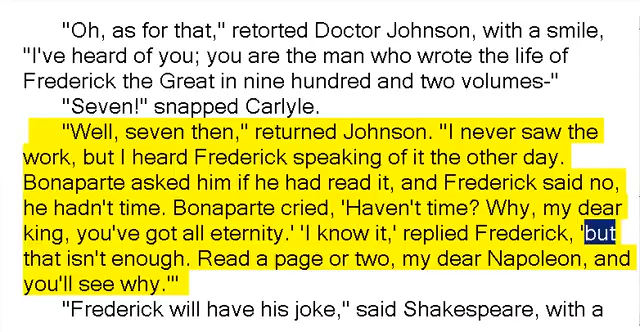 "Oh, as for that," retorted Doctor Johnson, with a smile,
"I've heard of you; you are the man who wrote the life of
Frederick the Great in nine hundred and two volumes-"
"Seven!" snapped Carlyle.
"Well, seven then," returned Johnson. "I never saw the
work, but I heard Frederick speaking of it the other day.
Bonaparte asked him if he had read it, and Frederick said no,
he hadn't time. Bonaparte cried, 'Haven't time? Why, my dear
king, you've got all eternity.' 'I know it,' replied Frederick, 'but
that isn't enough. Read a page or two, my dear Napoleon, and
you'll see why.'"
"Frederick will have his joke," said Shakespeare, with a